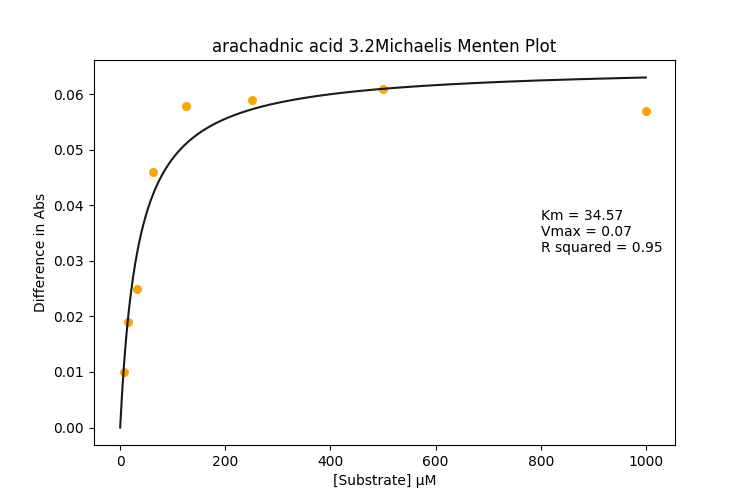 arachadnic acid 3.2Michaelis Menten Plot
0.06
0.05
0.04
0.03
0.02
0.01
0.00
Difference in Abs
Km = 34.57
Vmax = 0.07
R squared = 0.95
0 200 400 600 800 1000
[Substrate] μM